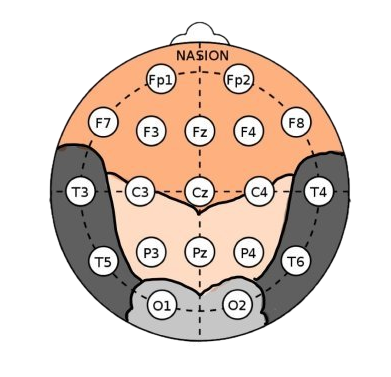 NASION
Fp1 Fp2
F7 F3 Fz F4 F8
T3 C3 Cz C4 T4
T5 P3 Pz P4 T6
O1 O2